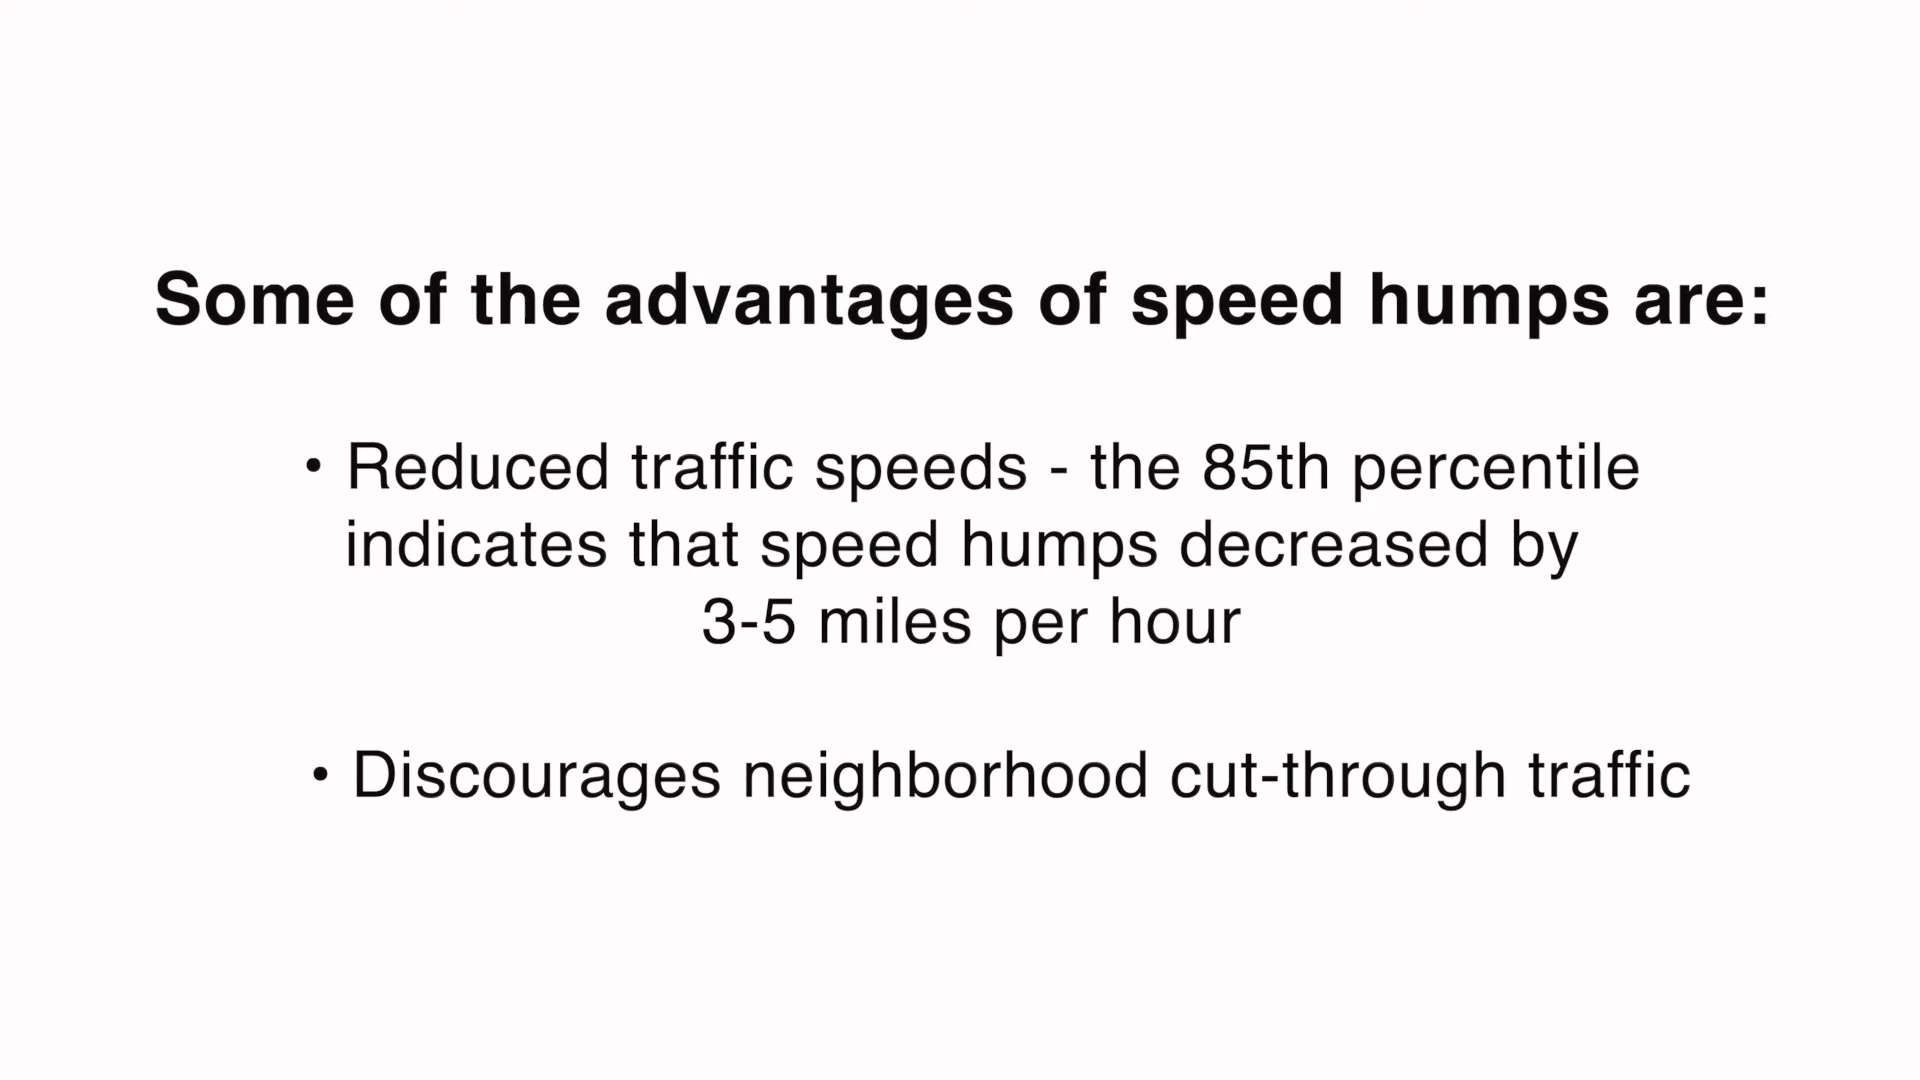 Some of the advantages of speed humps are:
• Reduced traffic speeds - the 85th percentile
indicates that speed humps decreased by
3-5 miles per hour
• Discourages neighborhood cut-through traffic